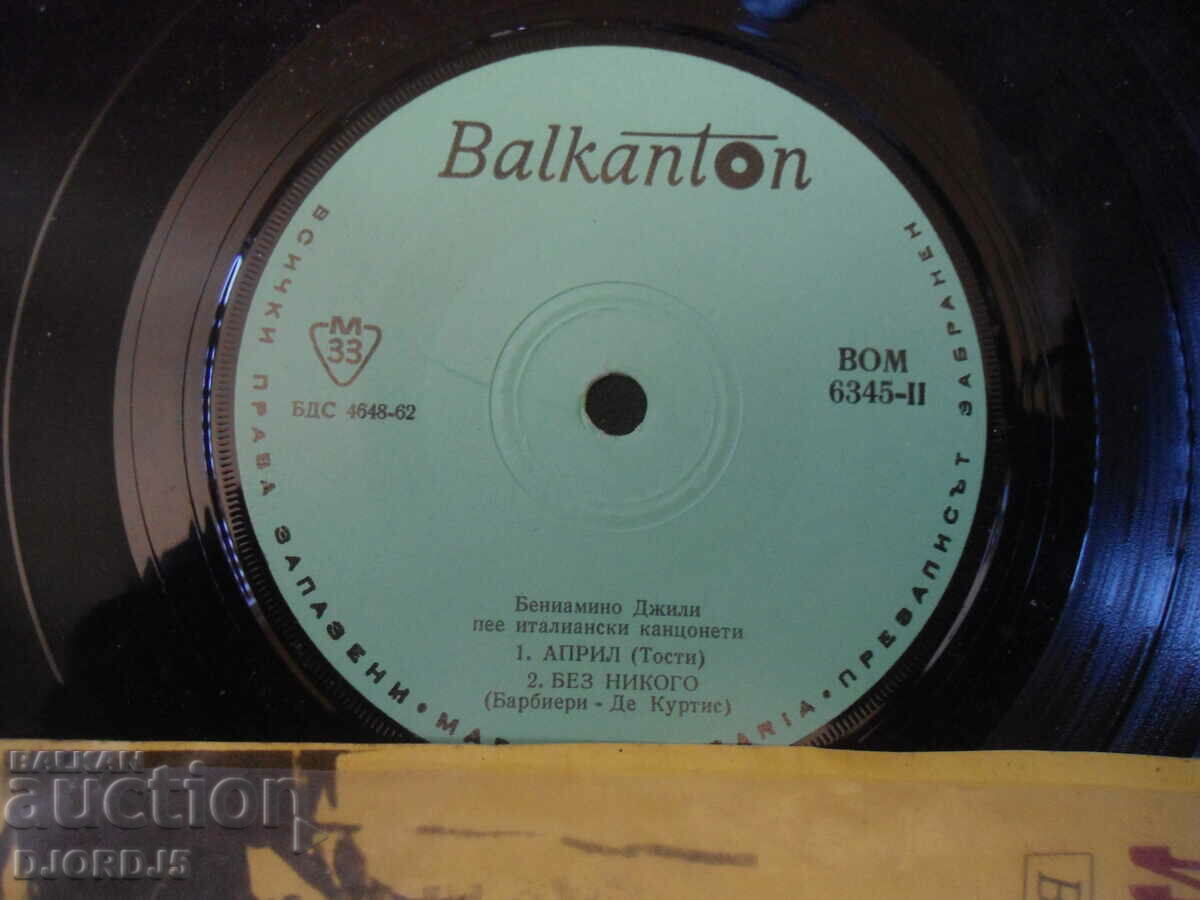 Balkanton
ВСИЧКИ ПРАВА ЗАПАЗЕНИ •
ПРЕЗАПИСЪТ ЗАБРАНЕН
М
33
БДС 4648-62
ВОМ
6345-II
Бениамино Джили
пее италиански канцонети
1. АПРИЛ (Тости)
2. БЕЗ НИКОГО
(Барбиери - Де Куртис)
BALKAN
auction
DJORDJ5